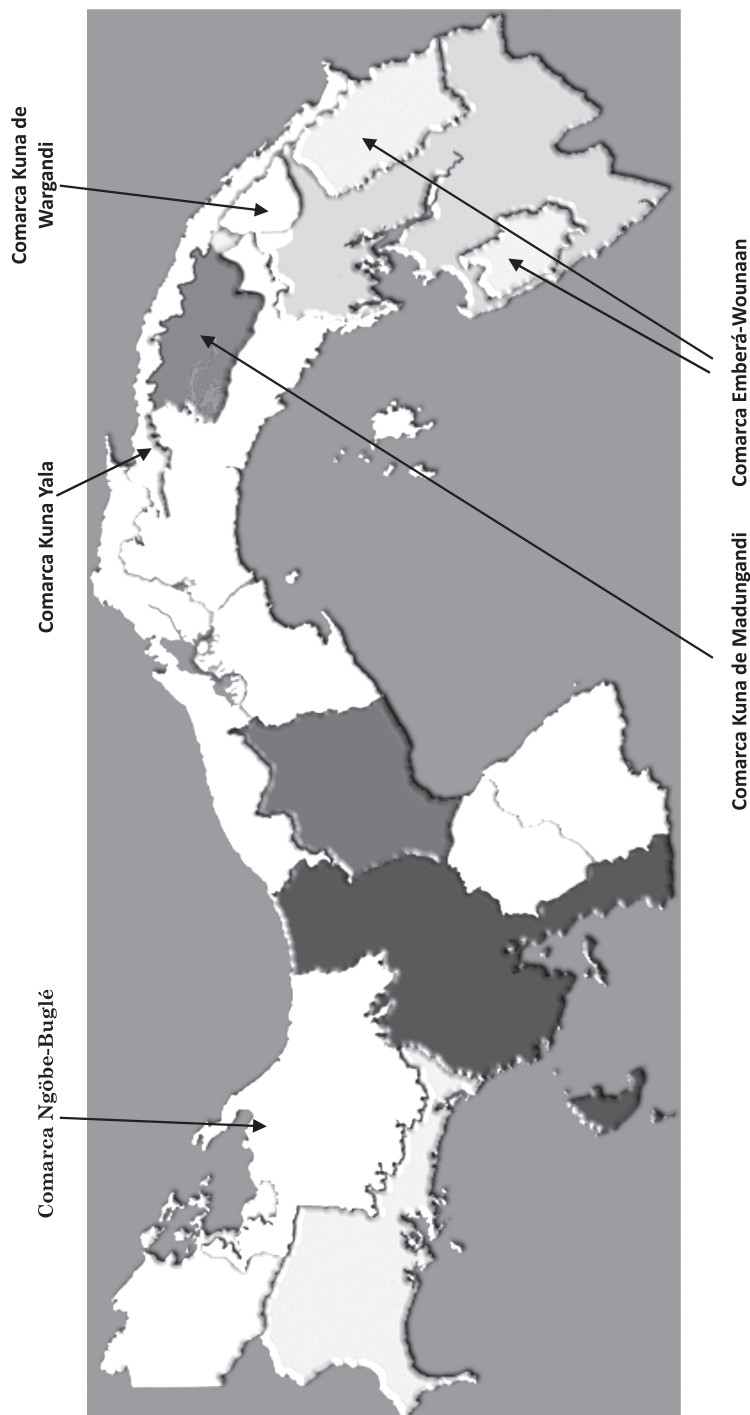 Comarca Ngöbe-Buglé
Comarca Kuna Yala
Comarca Kuna de
Wargandi
Comarca Kuna de Madungandi
Comarca Emberá-Wounaan